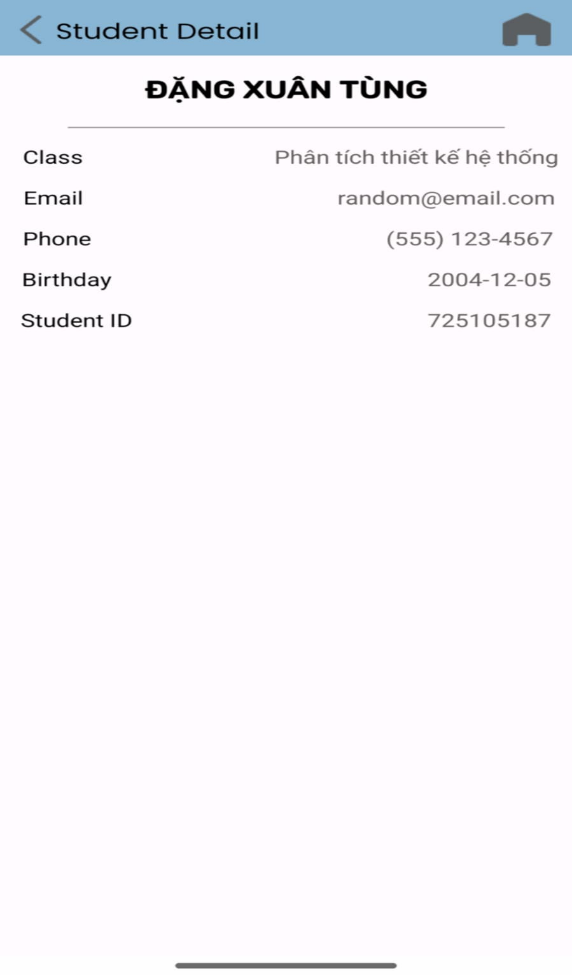 Student Detail
ĐẶNG XUÂN TÙNG
Class Phân tích thiết kế hệ thống
Email random@email.com
Phone (555) 123-4567
Birthday 2004-12-05
Student ID 725105187